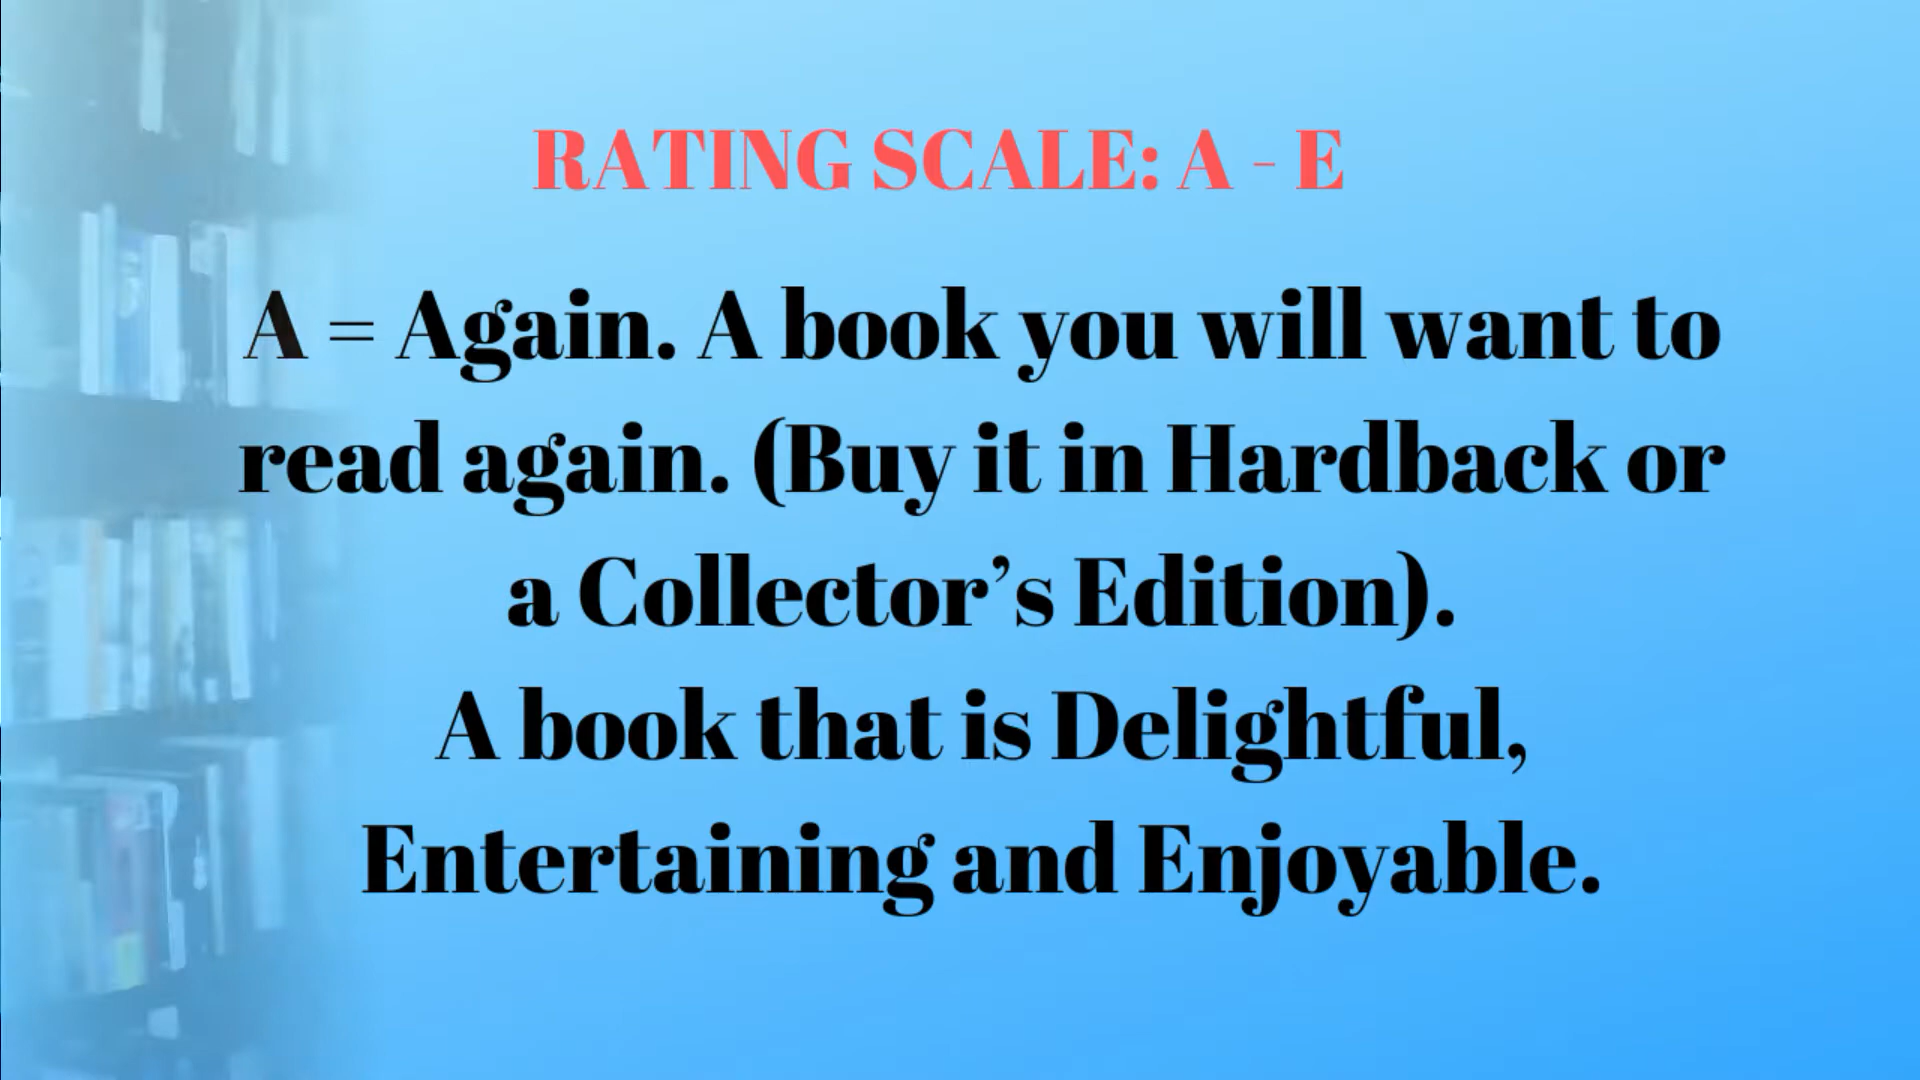 RATING SCALE: A - E
A = Again. A book you will want to
read again. (Buy it in Hardback or
a Collector’s Edition).
A book that is Delightful,
Entertaining and Enjoyable.